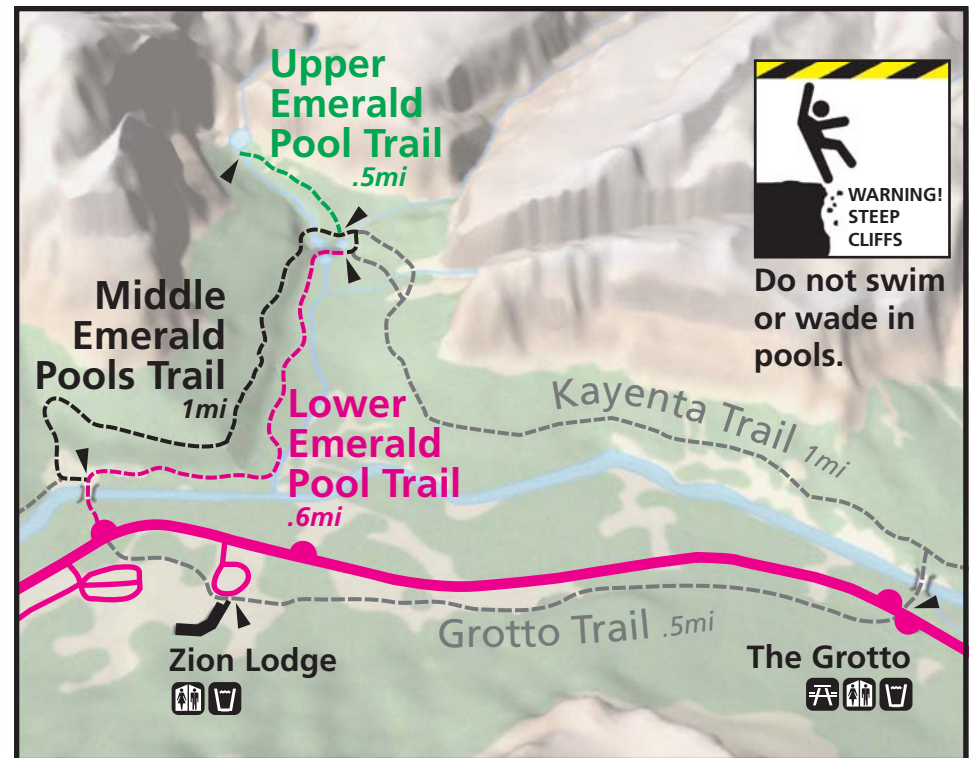 Upper
Emerald
Pool Trail
.5mi
WARNING!
STEEP
CLIFFS
Do not swim
or wade in
pools.
Middle
Emerald
Pools Trail
1mi
Lower
Emerald
Pool Trail
.6mi
Kayenta Trail 1mi
Grotto Trail .5mi
Zion Lodge
The Grotto